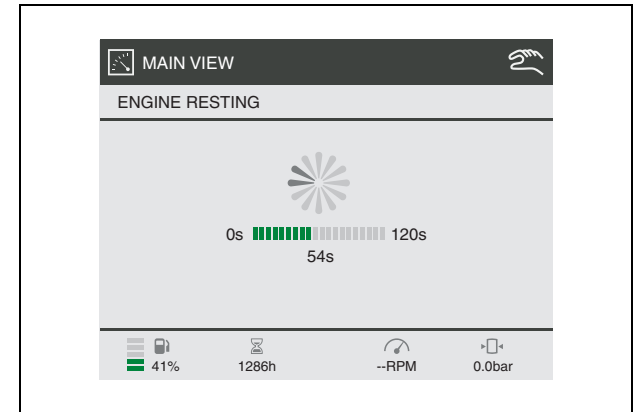 MAIN VIEW
ENGINE RESTING
0s 120s
54s
41% 1286h --RPM 0.0bar